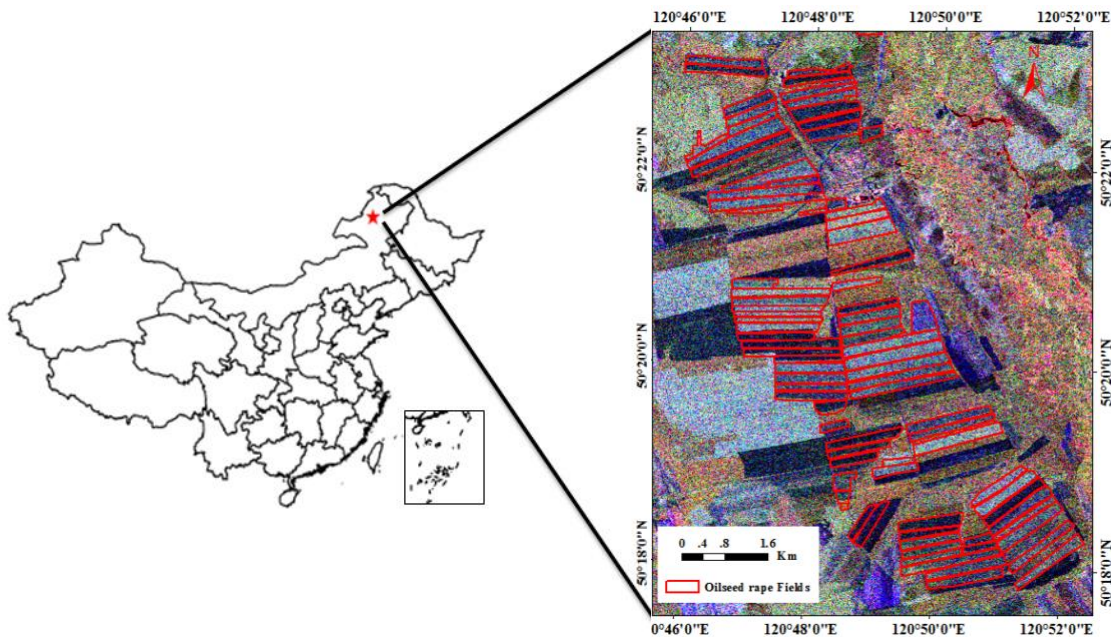 120°46'0"E 120°48'0"E 120°50'0"E 120°52'0"E
N
50°22'0"N 50°22'0"N
50°20'0"N 50°20'0"N
50°18'0"N 50°18'0"N
0 .4 .8 1.6
Km
Oilseed rape Fields
0°46'0"E 120°48'0"E 120°50'0"E 120°52'0"E